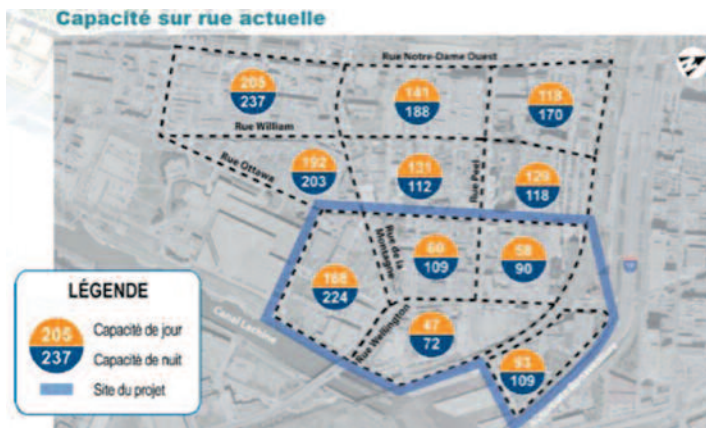 Capacité sur rue actuelle
Rue Notre-Dame Ouest
205
237
141
188
118
170
Rue William
Rue Ottawa
192
203
131
112
Rue Peel
129
118
Rue de la
Montagne
60
109
58
90
168
224
Canal Lachine
Rue Wellington
47
72
93
109
LÉGENDE
205
237
Capacité de jour
Capacité de nuit
Site du projet